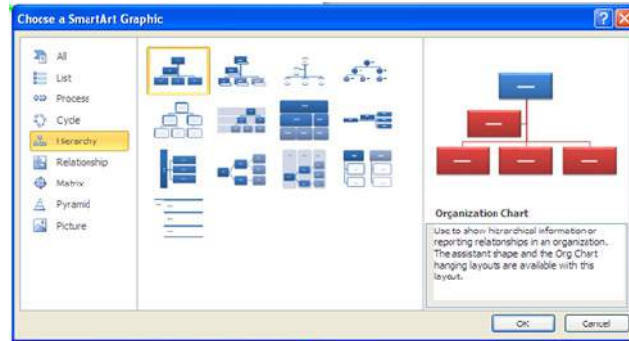 Choose a SmartArt Graphic
All
List
Process
Cycle
Hierarchy
Relationship
Matrix
Pyramid
Picture
Organization Chart
Use to show hierarchical information or
reporting relationships in an organization.
The assistant shape and the Org Chart
hanging layouts are available with this
layout.
OK
Cancel